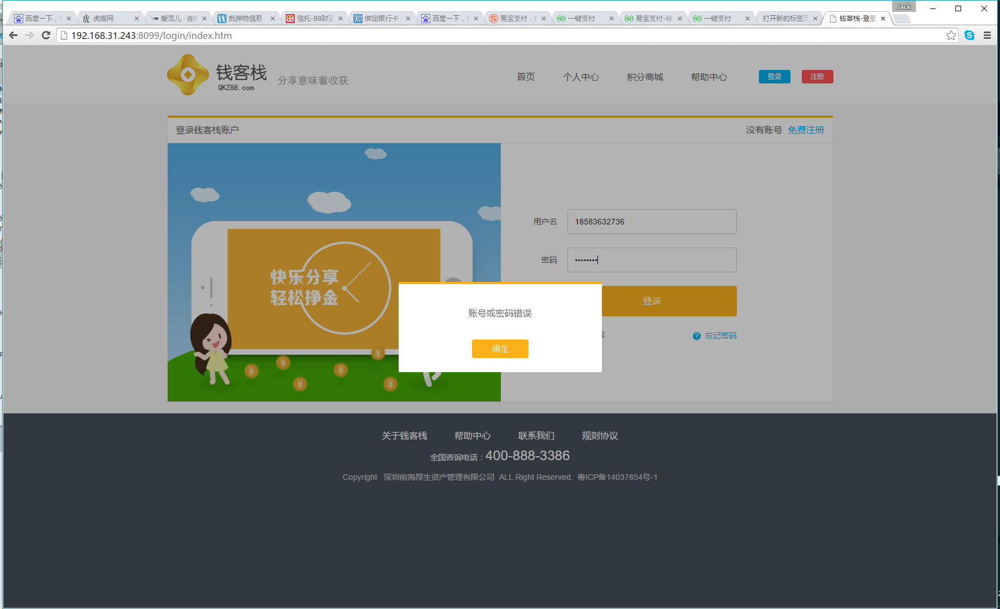 Jack
百度一下，
虎嗅网
爱范儿 · 连接
抵押物信息
信托-88财富
绑定银行卡
百度一下，
易宝支付 -
一键支付
易宝支付-绿
一键支付
打开新的标签页
钱客栈-登录
192.168.31.243:8099/login/index.htm
钱客栈
QKZ88.com
分享意味着收获
首页
个人中心
积分商城
帮助中心
登录
注册
登录钱客栈账户
没有账号 免费注册
快乐分享
轻松挣金
用户名
18583632736
密码
••••••••
登录
忘记密码
账号或密码错误
确定
关于钱客栈
帮助中心
联系我们
规则协议
全国咨询电话：400-888-3386
Copyright 深圳前海厚生资产管理有限公司 ALL Right Reserved. 粤ICP备14037854号-1